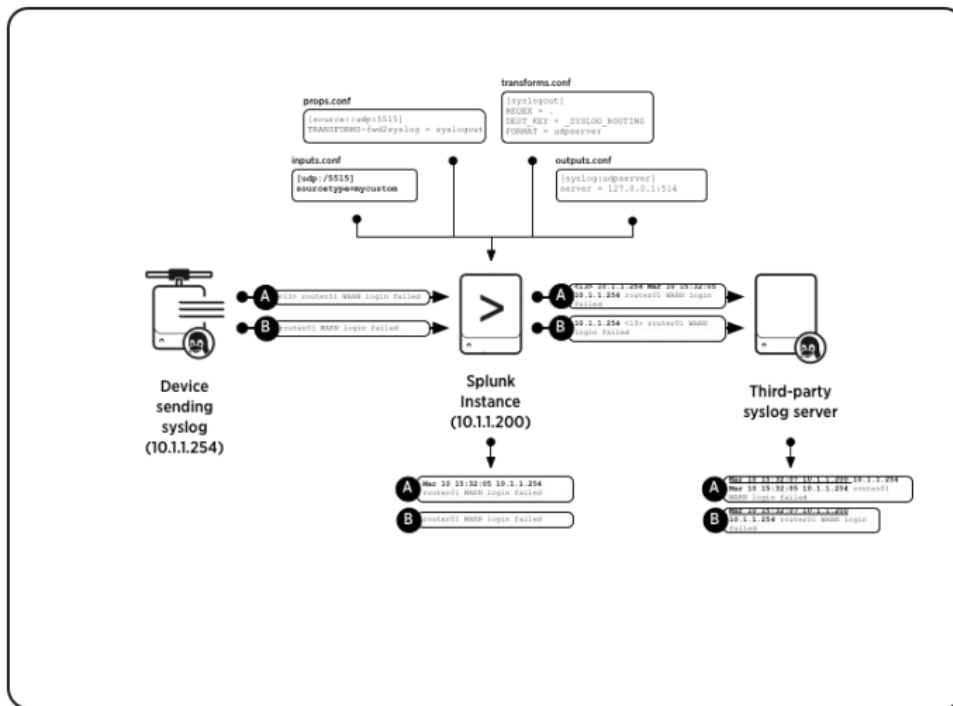 transforms.conf
[syslogout]
REGEX = .
DEST_KEY = _SYSLOG_ROUTING
FORMAT = udpserver
props.conf
[source::udp:5515]
TRANSFORMS-fwd2syslog = syslogout
inputs.conf
[udp:/5515]
sourcetype=mycustom
outputs.conf
[syslog:udpserver]
server = 127.0.0.1:514
A
<13> router01 WARN login failed
B
router01 WARN login failed
>
A
<13> 10.1.1.254 Mar 10 15:32:05
10.1.1.254 router01 WARN login
failed
B
10.1.1.254 <13> router01 WARN
login failed
Device
sending
syslog
(10.1.1.254)
Splunk
Instance
(10.1.1.200)
Third-party
syslog server
A
Mar 10 15:32:05 10.1.1.254
router01 WARN login failed
B
router01 WARN login failed
A
Mar 10 15:32:07 10.1.1.200 10.1.1.254
Mar 10 15:32:05 10.1.1.254 router01
WARN login failed
B
Mar 10 15:32:07 10.1.1.200
10.1.1.254 router01 WARN login
failed